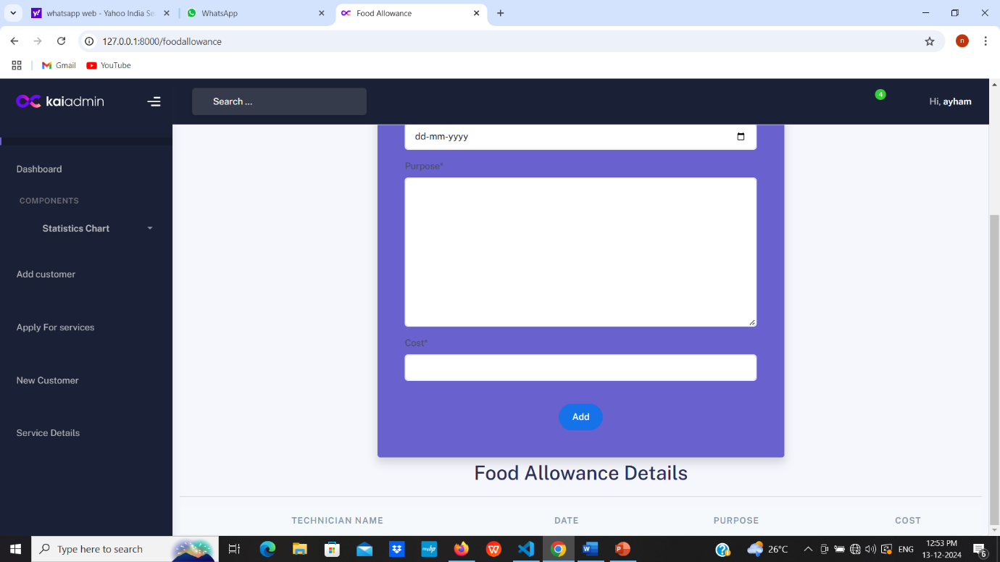 whatsapp web - Yahoo India Se
WhatsApp
Food Allowance
127.0.0.1:8000/foodallowance
n
Gmail
YouTube
kaiadmin
Search ...
4
Hi, ayham
dd-mm-yyyy
Purpose*
Dashboard
COMPONENTS
Statistics Chart
Add customer
Apply For services
New Customer
Service Details
Cost*
Add
Food Allowance Details
TECHNICIAN NAME DATE PURPOSE COST
Type here to search
myhp
26°C
ENG
12:53 PM
13-12-2024
6